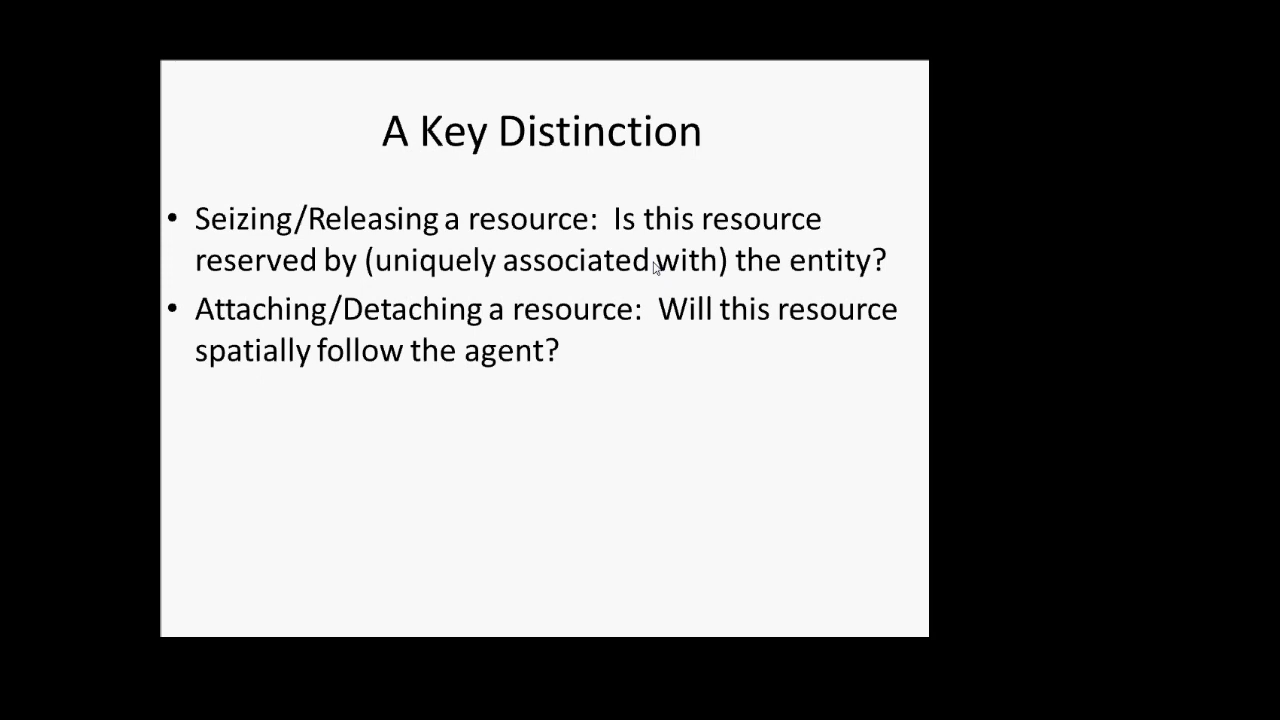 A Key Distinction
• Seizing/Releasing a resource:  Is this resource
reserved by (uniquely associated with) the entity?
• Attaching/Detaching a resource:  Will this resource
spatially follow the agent?